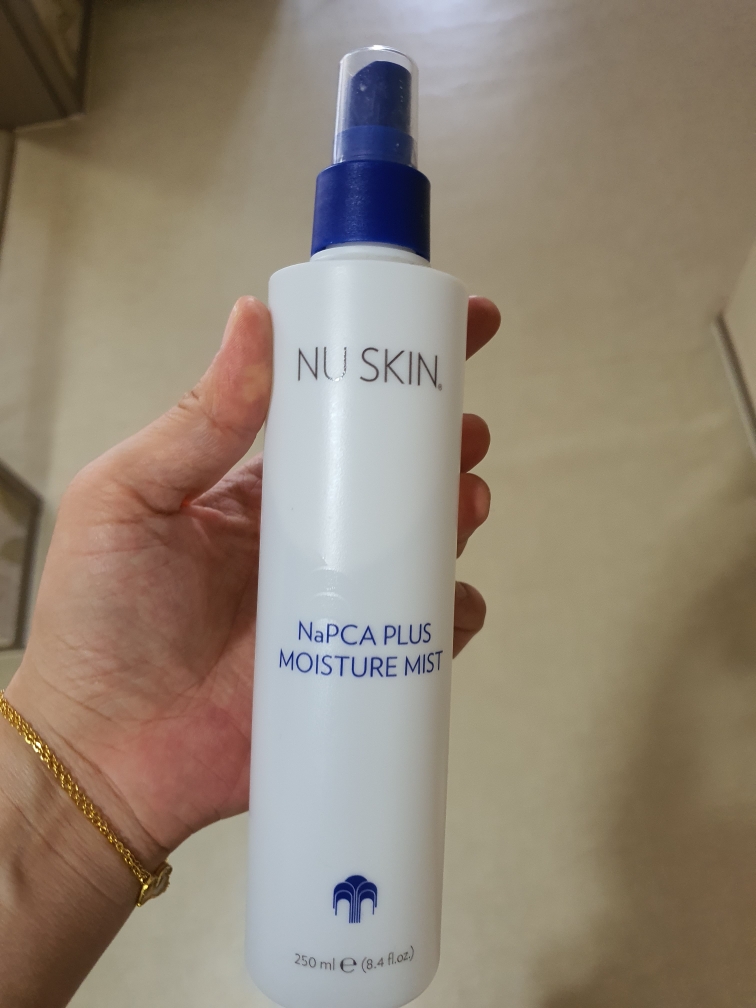 NU SKIN®
NaPCA PLUS
MOISTURE MIST
250 ml ℮ (8.4 fl.oz.)